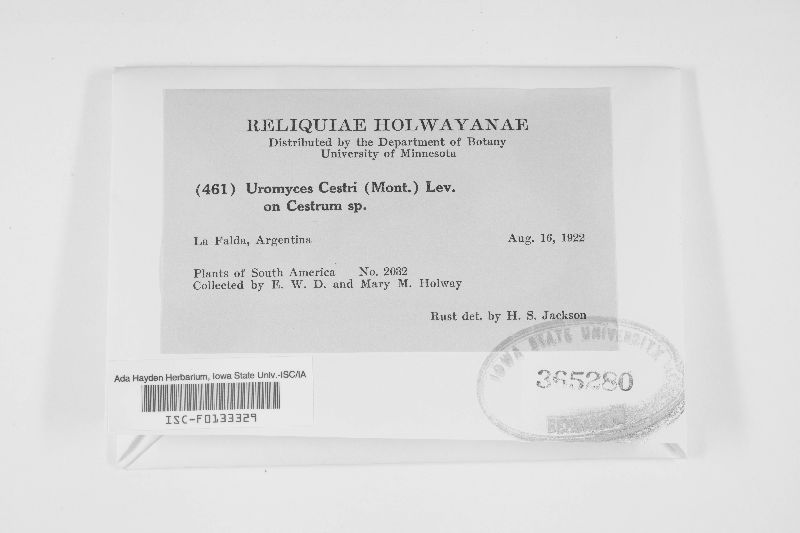 RELIQUIAE HOLWAYANAE
Distributed by the Department of Botany
University of Minnesota
(461) Uromyces Cestri (Mont.) Lev.
on Cestrum sp.
La Falda, Argentina Aug. 16, 1922
Plants of South America No. 2032
Collected by E. W. D. and Mary M. Holway
Rust det. by H. S. Jackson
Ada Hayden Herbarium, Iowa State Univ.-ISC/IA
ISC-F0133329
IOWA STATE UNIVERSITY
365280